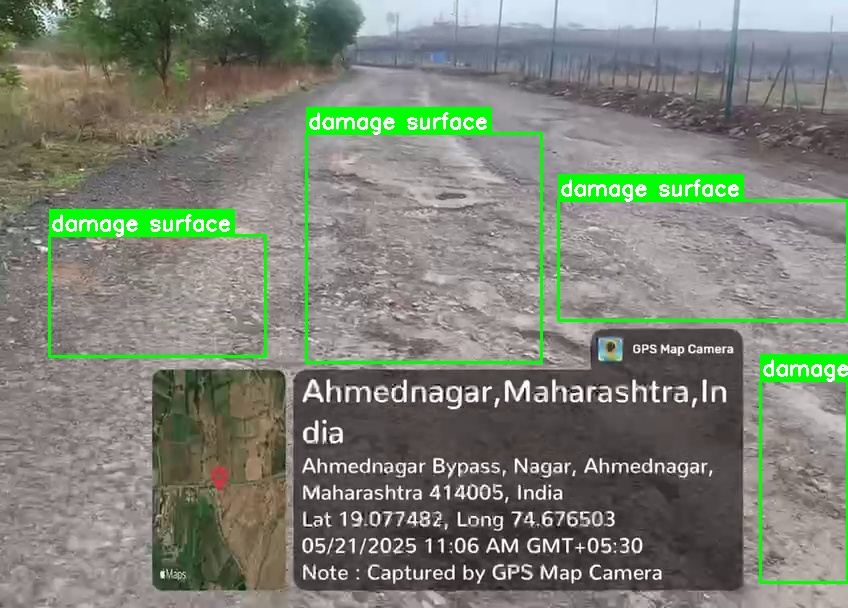 damage surface
damage surface
damage surface
damage
GPS Map Camera
Ahmednagar,Maharashtra,In
dia
Ahmednagar Bypass, Nagar, Ahmednagar,
Maharashtra 414005, India
Lat 19.077482, Long 74.676503
05/21/2025 11:06 AM GMT+05:30
Note : Captured by GPS Map Camera
Maps